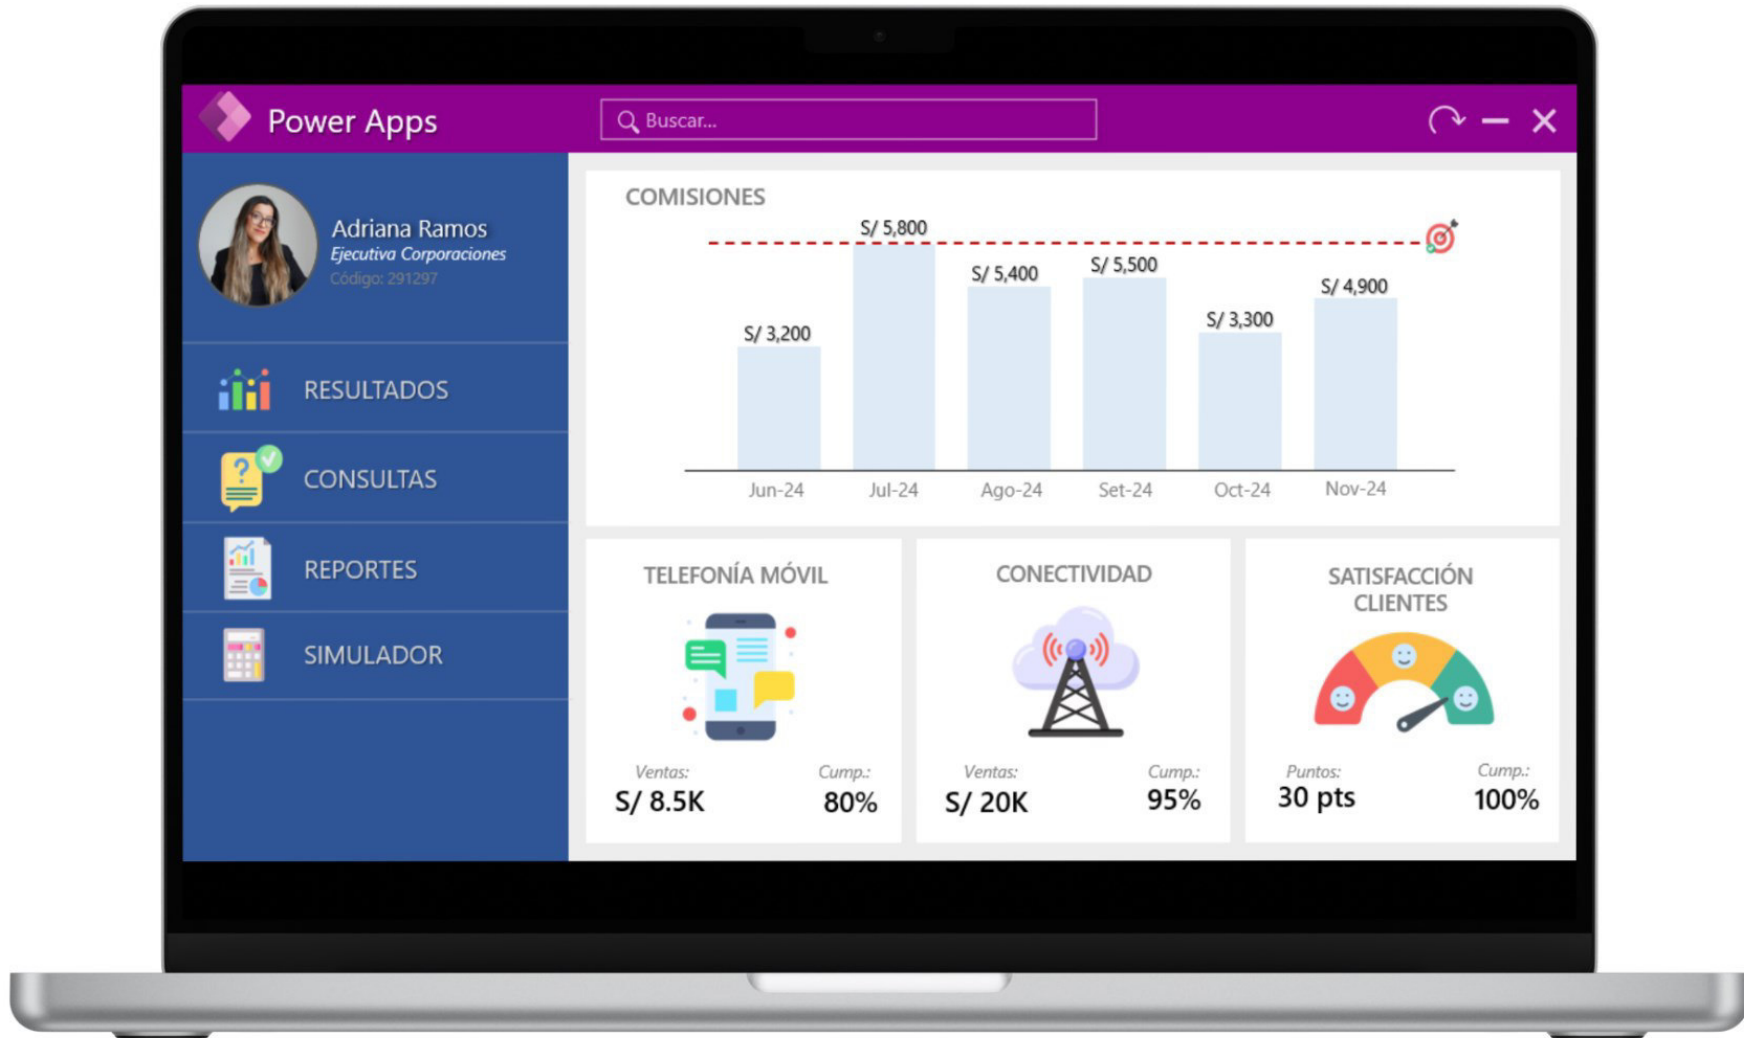 Power Apps
Buscar...
Adriana Ramos
Ejecutiva Corporaciones
Código: 291297
RESULTADOS
CONSULTAS
REPORTES
SIMULADOR
COMISIONES
S/ 3,200
S/ 5,800
S/ 5,400
S/ 5,500
S/ 3,300
S/ 4,900
Jun-24
Jul-24
Ago-24
Set-24
Oct-24
Nov-24
TELEFONÍA MÓVIL
Ventas:
S/ 8.5K
Cump.:
80%
CONECTIVIDAD
Ventas:
S/ 20K
Cump.:
95%
SATISFACCIÓN
CLIENTES
Puntos:
30 pts
Cump.:
100%